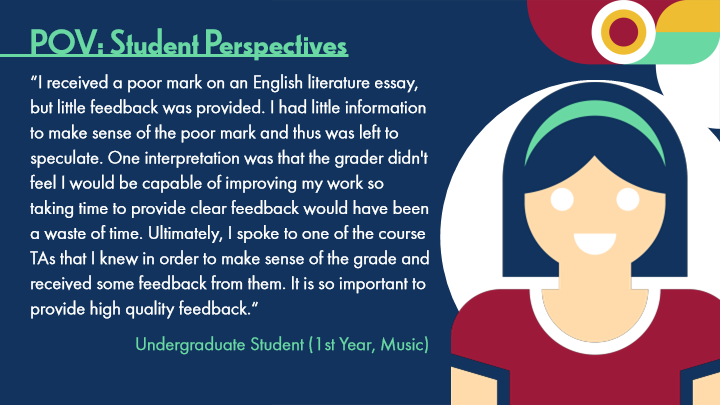 POV: Student Perspectives
“I received a poor mark on an English literature essay,
but little feedback was provided. I had little information
to make sense of the poor mark and thus was left to
speculate. One interpretation was that the grader didn't
feel I would be capable of improving my work so
taking time to provide clear feedback would have been
a waste of time. Ultimately, I spoke to one of the course
TAs that I knew in order to make sense of the grade and
received some feedback from them. It is so important to
provide high quality feedback.”
Undergraduate Student (1st Year, Music)